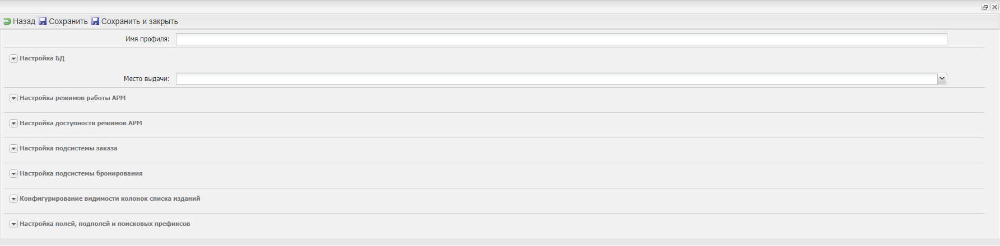 Назад Сохранить Сохранить и закрыть
Имя профиля:
Настройка БД
Место выдачи:
Настройка режимов работы АРМ
Настройка доступности режимов АРМ
Настройка подсистемы заказа
Настройка подсистемы бронирования
Конфигурирование видимости колонок списка изданий
Настройка полей, подполей и поисковых префиксов